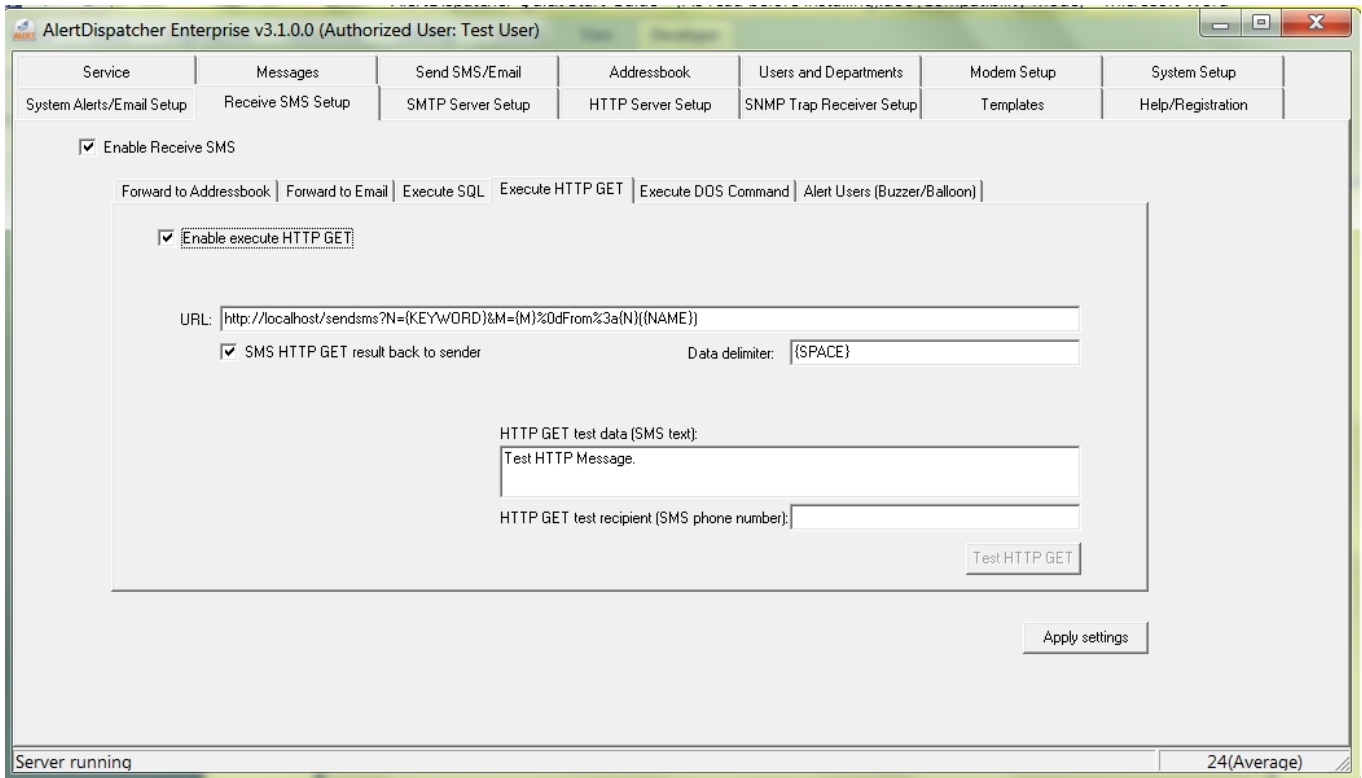 AlertDispatcher Enterprise v3.1.0.0 (Authorized User: Test User)
Service Messages Send SMS/Email Addressbook Users and Departments Modem Setup System Setup
System Alerts/Email Setup Receive SMS Setup SMTP Server Setup HTTP Server Setup SNMP Trap Receiver Setup Templates Help/Registration
Enable Receive SMS
Forward to Addressbook Forward to Email Execute SQL Execute HTTP GET Execute DOS Command Alert Users (Buzzer/Balloon)
Enable execute HTTP GET
URL: http://localhost/sendsms?N={KEYWORD}&M={M}%0dFrom%3a{N}({NAME})
SMS HTTP GET result back to sender Data delimiter: {SPACE}
HTTP GET test data (SMS text):
Test HTTP Message.
HTTP GET test recipient (SMS phone number):
Test HTTP GET
Apply settings
Server running 24(Average)